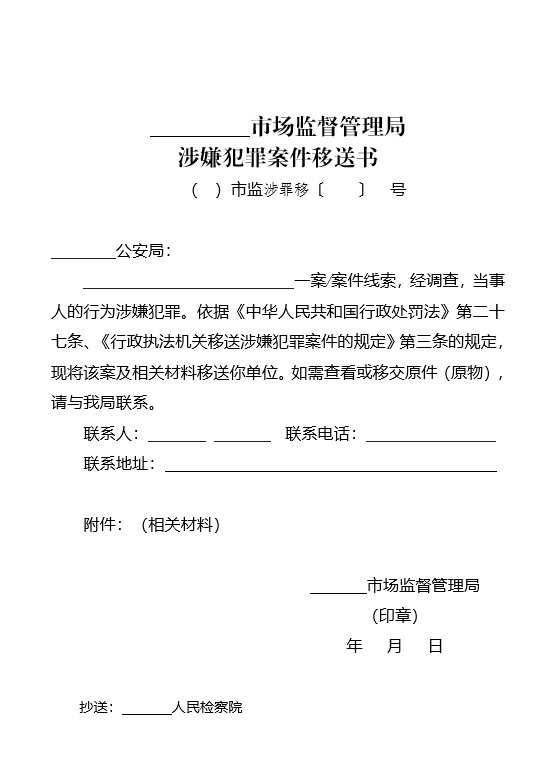 __________市场监督管理局
涉嫌犯罪案件移送书
（　）市监涉罪移〔　　〕　号
________公安局：
__________________________一案/案件线索，经调查，当事
人的行为涉嫌犯罪。依据《中华人民共和国行政处罚法》第二十
七条、《行政执法机关移送涉嫌犯罪案件的规定》第三条的规定，
现将该案及相关材料移送你单位。如需查看或移交原件（原物），
请与我局联系。
联系人：_______ _______ 联系电话：________________
联系地址：_________________________________________
附件：（相关材料）
_______市场监督管理局
（印章）
年　月　日
抄送：_______人民检察院